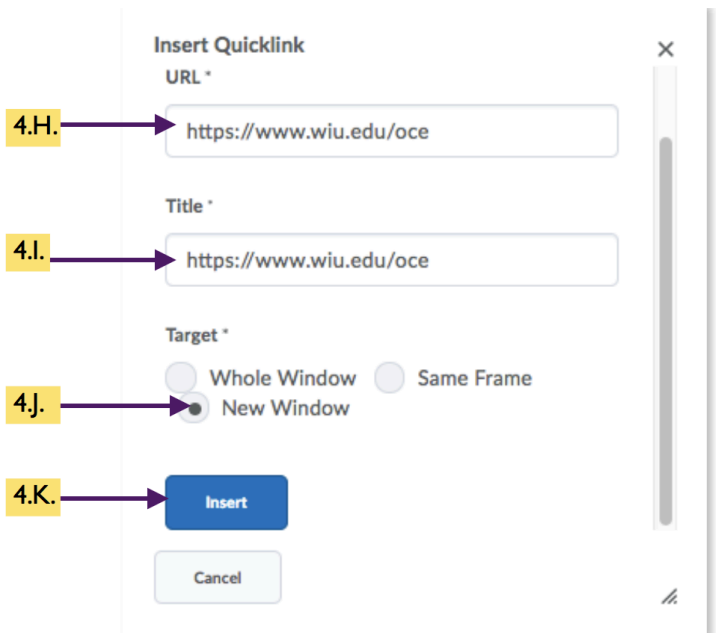 Insert Quicklink
URL *
4.H.
https://www.wiu.edu/oce
Title *
4.I.
https://www.wiu.edu/oce
Target *
Whole Window Same Frame
4.J.
New Window
4.K.
Insert
Cancel